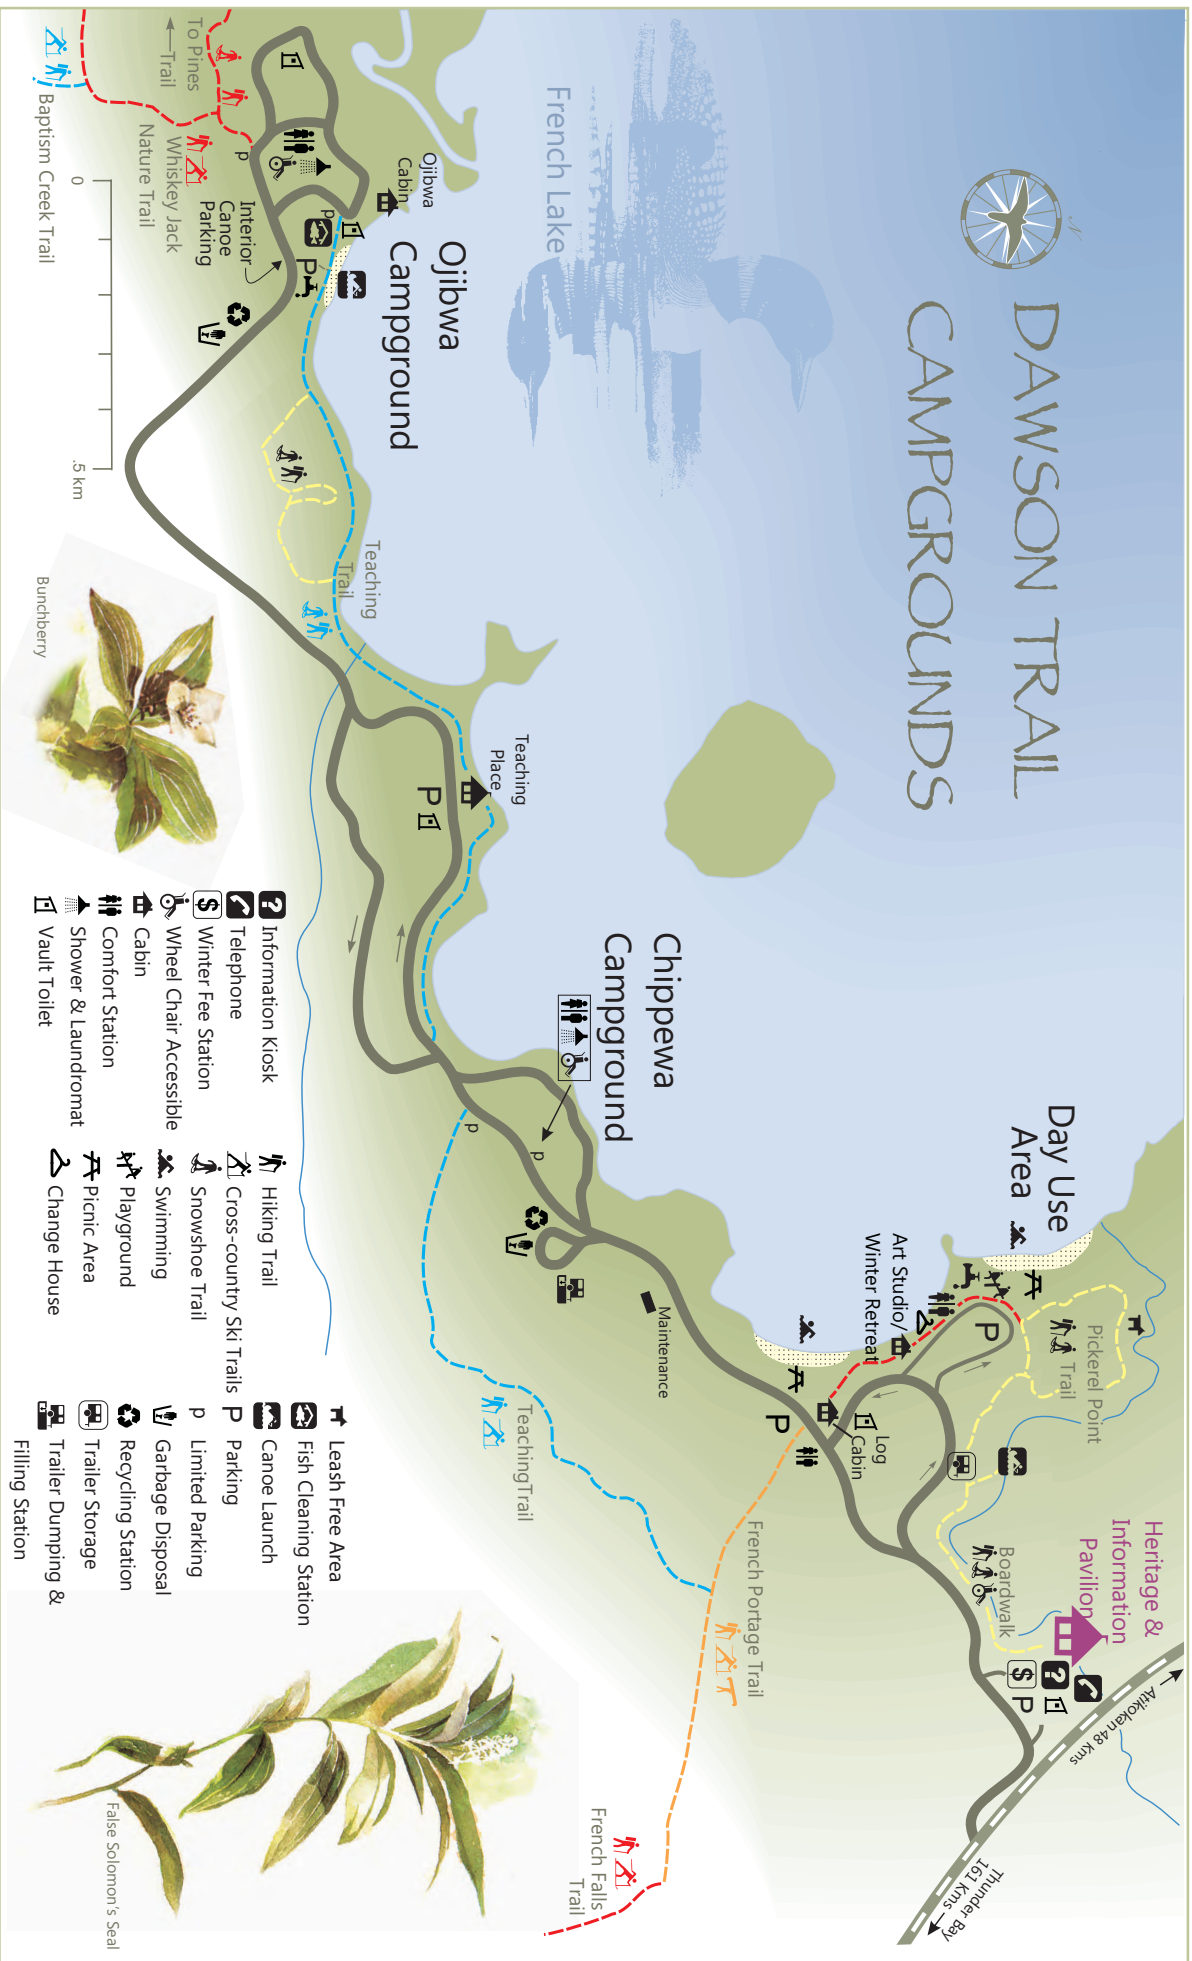 DAWSON TRAIL
CAMPGROUNDS
N
French Lake
To Pines
Trail
Whiskey Jack
Nature Trail
Baptism Creek Trail
0
.5 km
Ojibwa
Cabin
Ojibwa
Campground
p
p
P
Interior
Canoe
Parking
Teaching
Trail
Teaching
Place
P
Chippewa
Campground
p
p
Maintenance
Day Use
Area
Art Studio/
Winter Retreat
P
Pickerel Point
Trail
P
Log
Cabin
Boardwalk
Heritage &
Information
Pavilion
?
$
P
Atikokan 48 kms
Thunder Bay
161 Kms
TeachingTrail
French Portage Trail
French Falls
Trail
Bunchberry
False Solomon's Seal
? Information Kiosk
Telephone
$ Winter Fee Station
Wheel Chair Accessible
Cabin
Comfort Station
Shower & Laundromat
Vault Toilet
Hiking Trail
Cross-country Ski Trails
Snowshoe Trail
Swimming
Playground
Picnic Area
Change House
Leash Free Area
Fish Cleaning Station
Canoe Launch
P Parking
p Limited Parking
Garbage Disposal
Recycling Station
Trailer Storage
Trailer Dumping &
Filling Station